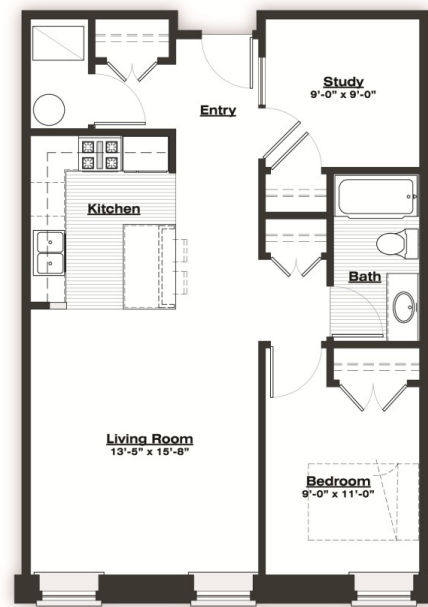 Study
9'-0" x 9'-0"
Entry
Kitchen
Bath
Living Room
13'-5" x 15'-8"
Bedroom
9'-0" x 11'-0"